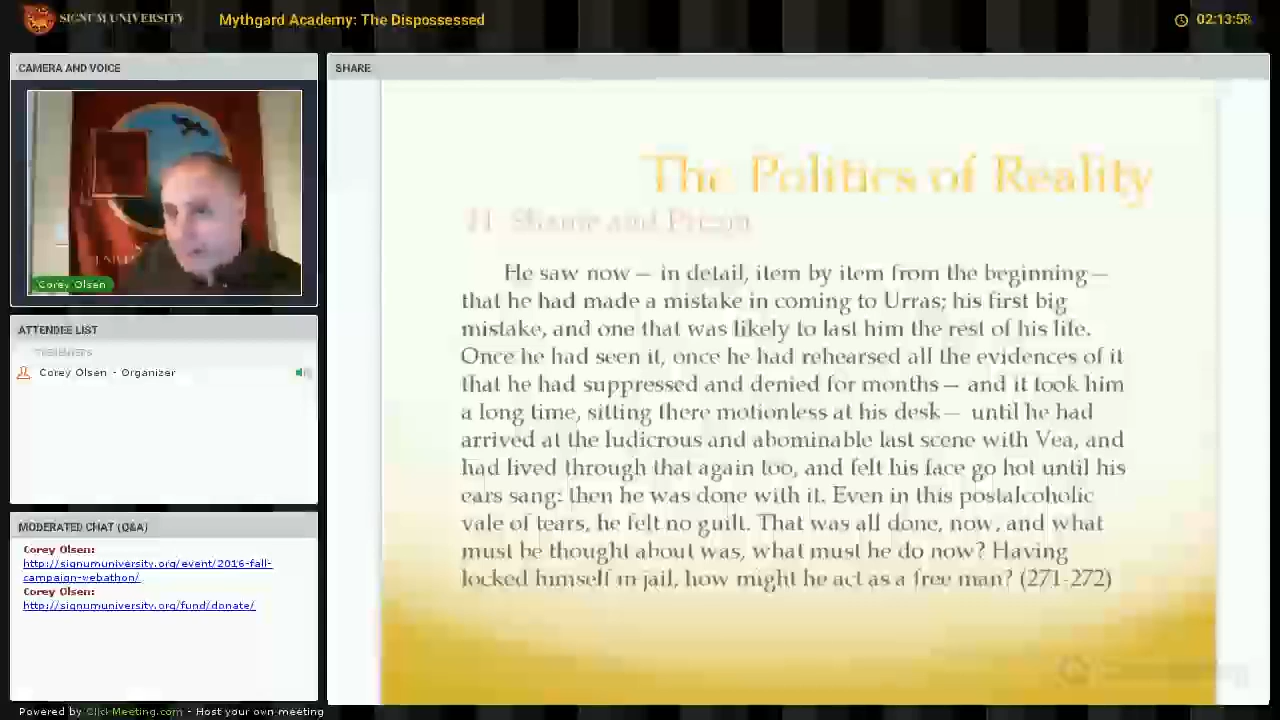 SIGNUM UNIVERSITY
Mythgard Academy: The Dispossessed
02:13:58
CAMERA AND VOICE
Corey Olsen
ATTENDEE LIST
Corey Olsen - Organizer
MODERATED CHAT (Q&A)
Corey Olsen:
http://signumuniversity.org/event/2016-fall-
campaign-webathon/
Corey Olsen:
http://signumuniversity.org/fund/donate/
SHARE
The Politics of Reality
Shame and Prison
He saw now — in detail, item by item from the beginning —
that he had made a mistake in coming to Urras; his first big
mistake, and one that was likely to last him the rest of his life.
Once he had seen it, once he had rehearsed all the evidences of it
that he had suppressed and denied for months — and it took him
a long time, sitting there motionless at his desk — until he had
arrived at the ludicrous and abominable last scene with Vea, and
had lived through that again too, and felt his face go hot until his
ears sang: then he was done with it. Even in this postalcoholic
vale of tears, he felt no guilt. That was all done, now, and what
must be thought about was, what must he do now? Having
locked himself in jail, how might he act as a free man? (271-272)
Powered by ClickMeeting.com - Host your own meeting